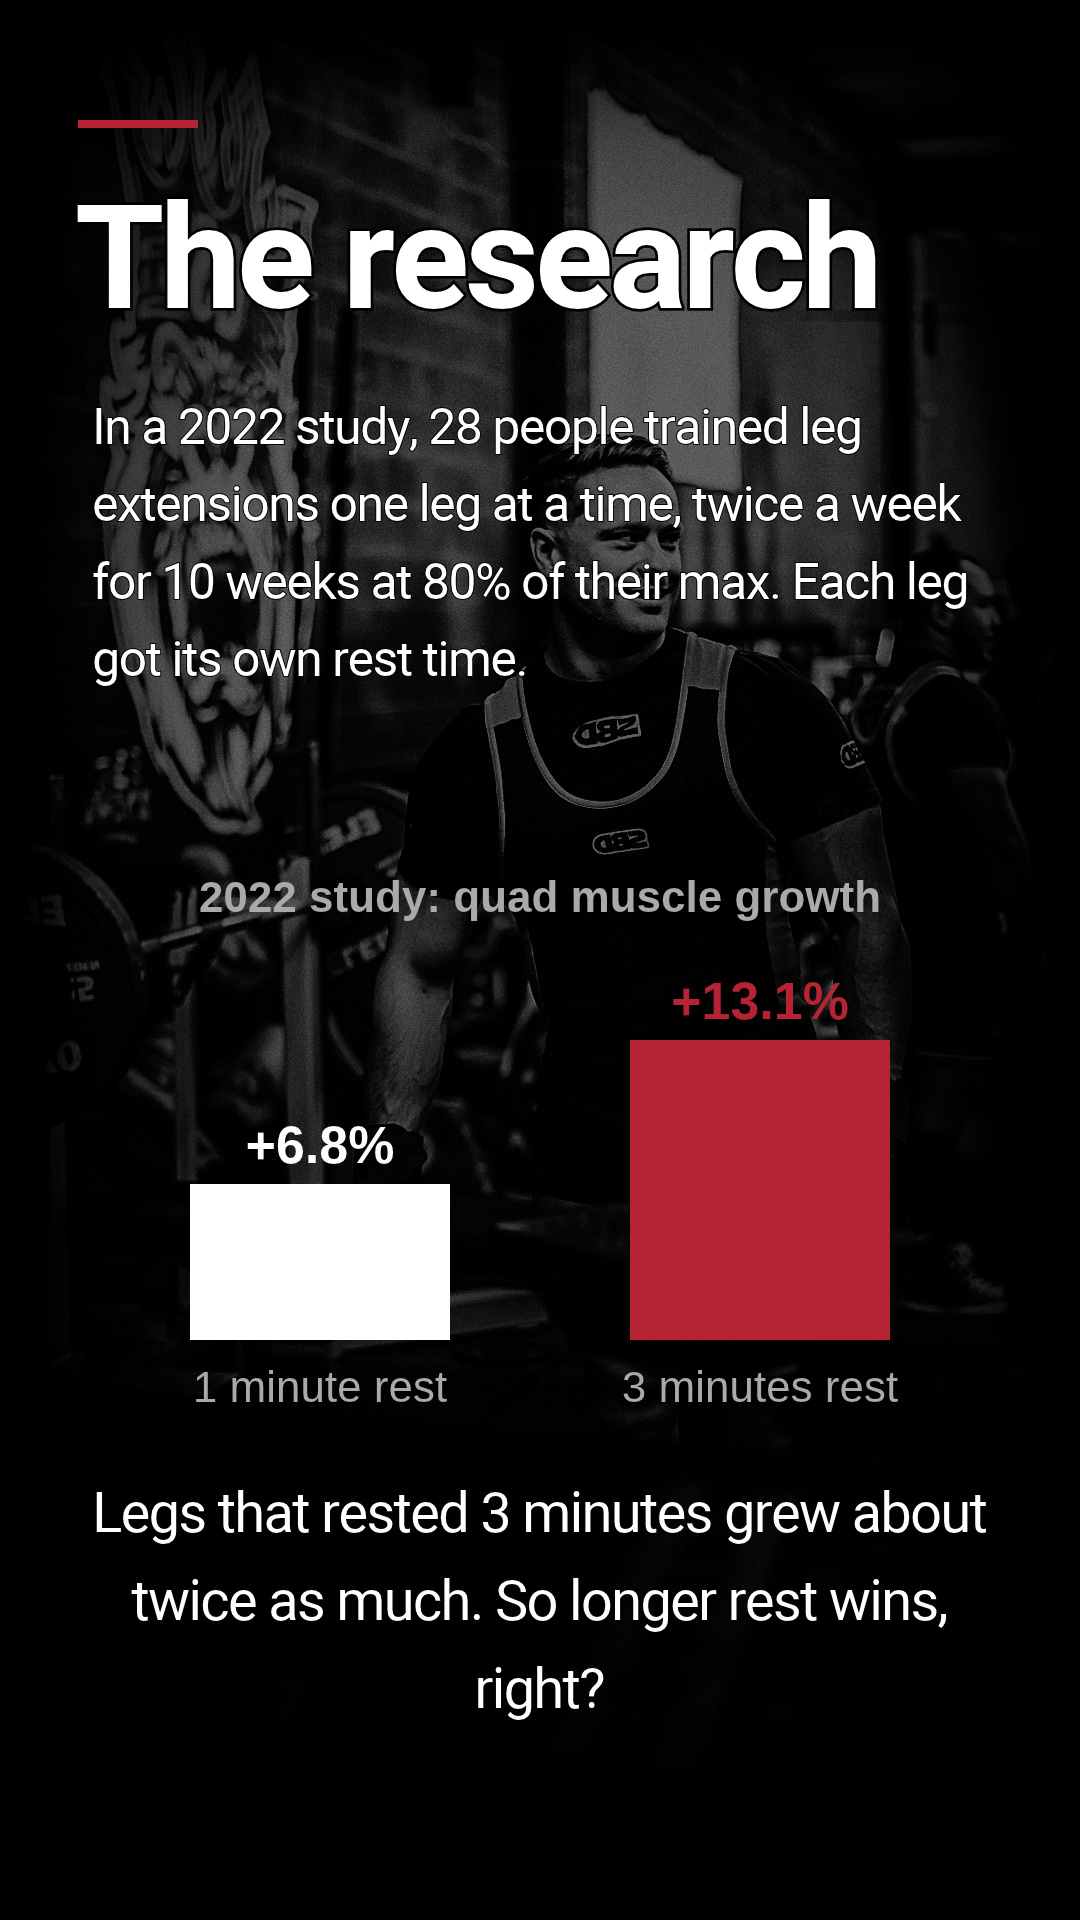 The research
In a 2022 study, 28 people trained leg
extensions one leg at a time, twice a week
for 10 weeks at 80% of their max. Each leg
got its own rest time.
2022 study: quad muscle growth
+13.1%
+6.8%
1 minute rest
3 minutes rest
Legs that rested 3 minutes grew about
twice as much. So longer rest wins,
right?